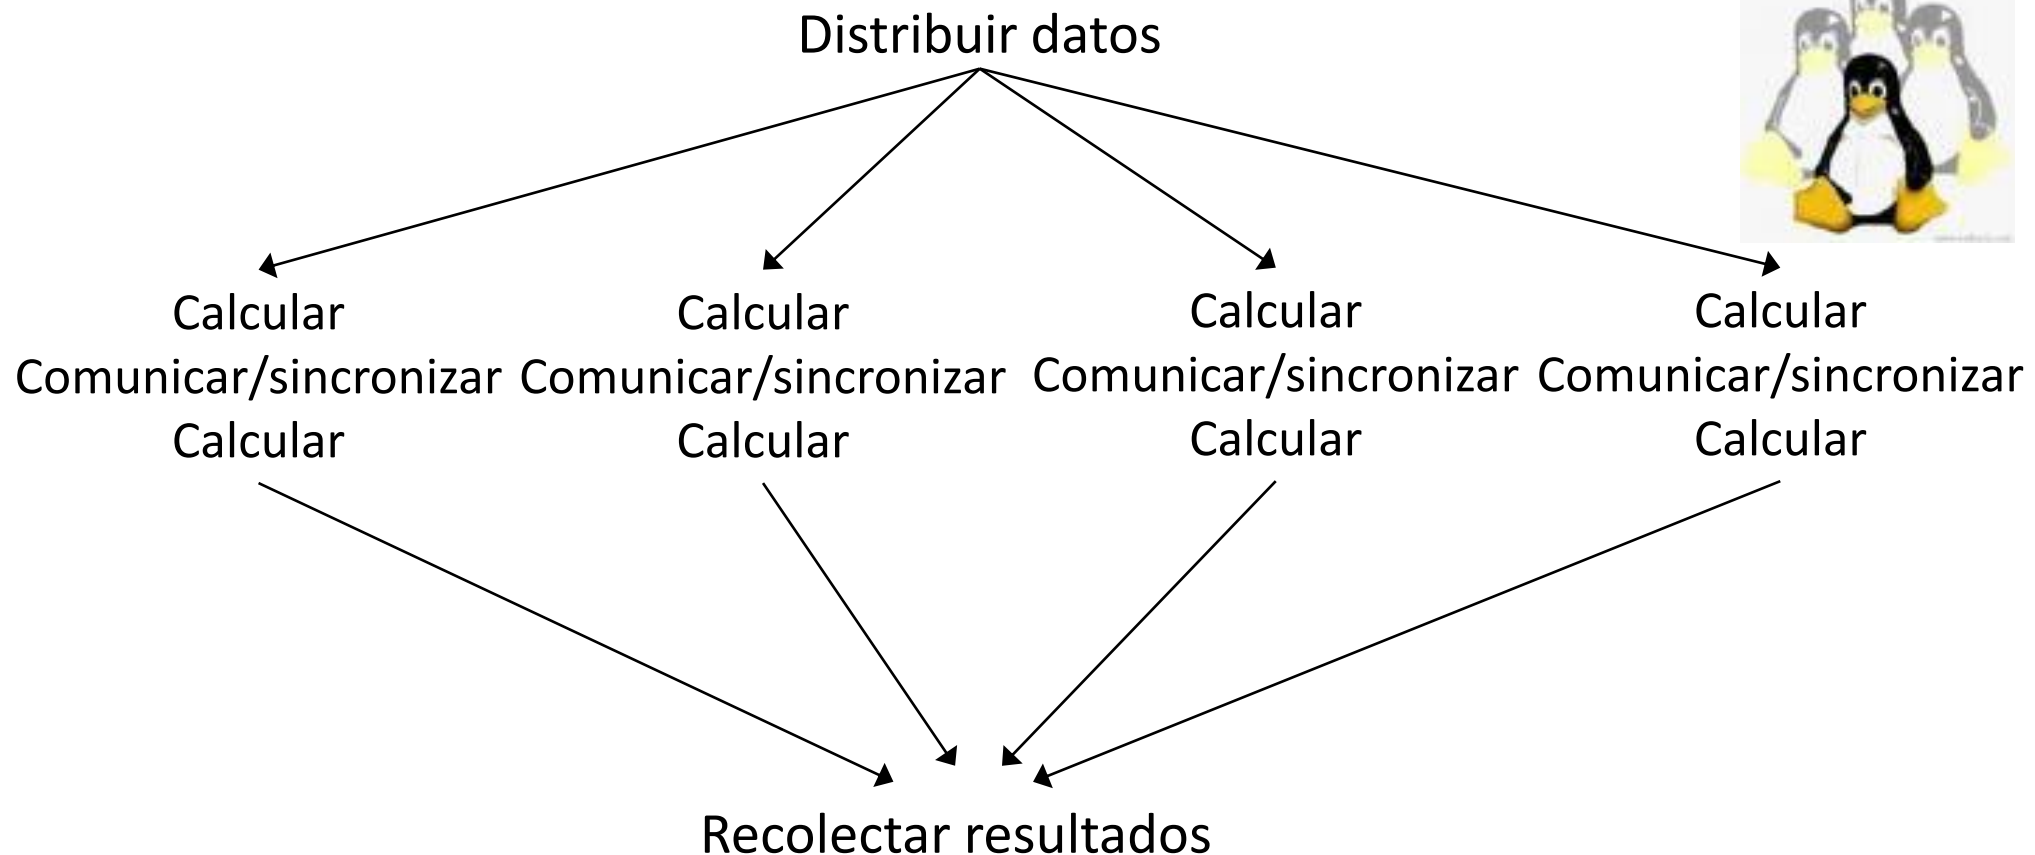 Distribuir datos
Calcular
Comunicar/sincronizar
Calcular
Calcular
Comunicar/sincronizar
Calcular
Calcular
Comunicar/sincronizar
Calcular
Calcular
Comunicar/sincronizar
Calcular
Recolectar resultados